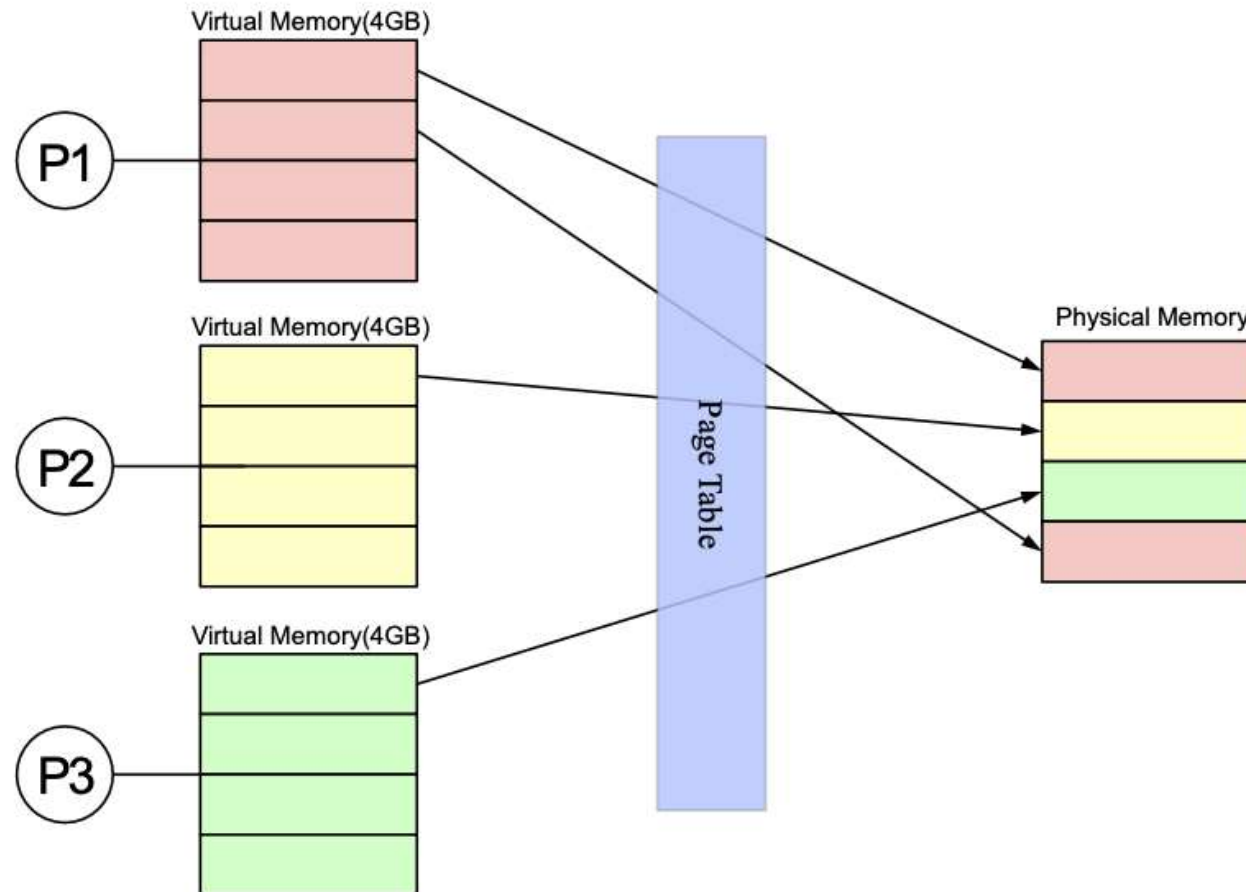 Virtual Memory(4GB)
P1
Virtual Memory(4GB)
P2
Virtual Memory(4GB)
P3
Page Table
Physical Memory